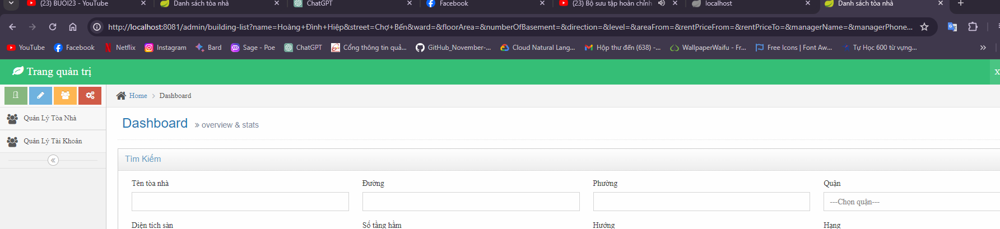 (23) BUOI23 - YouTube
Danh sách tòa nhà
ChatGPT
Facebook
(23) Bộ sưu tập hoàn chỉnh
localhost
Danh sách tòa nhà
http://localhost:8081/admin/building-list?name=Hoàng+Đình+Hiệp&street=Chợ+Bến&ward=&floorArea=&numberOfBasement=&direction=&level=&areaFrom=&rentPriceFrom=&rentPriceTo=&managerName=&managerPhone...
YouTube
Facebook
Netflix
Instagram
Bard
Sage - Poe
ChatGPT
Cổng thông tin quả...
GitHub_November-...
Cloud Natural Lang...
Hộp thư đến (638) -...
WallpaperWaifu - Fr...
Free Icons | Font Aw...
Tự Học 600 từ vựng...
Trang quản trị
Home
Dashboard
Quản Lý Tòa Nhà
Quản Lý Tài Khoản
Dashboard » overview & stats
Tìm Kiếm
Tên tòa nhà
Đường
Phường
Quận
---Chọn quận---
Diện tích sàn
Số tầng hầm
Hướng
Hạng